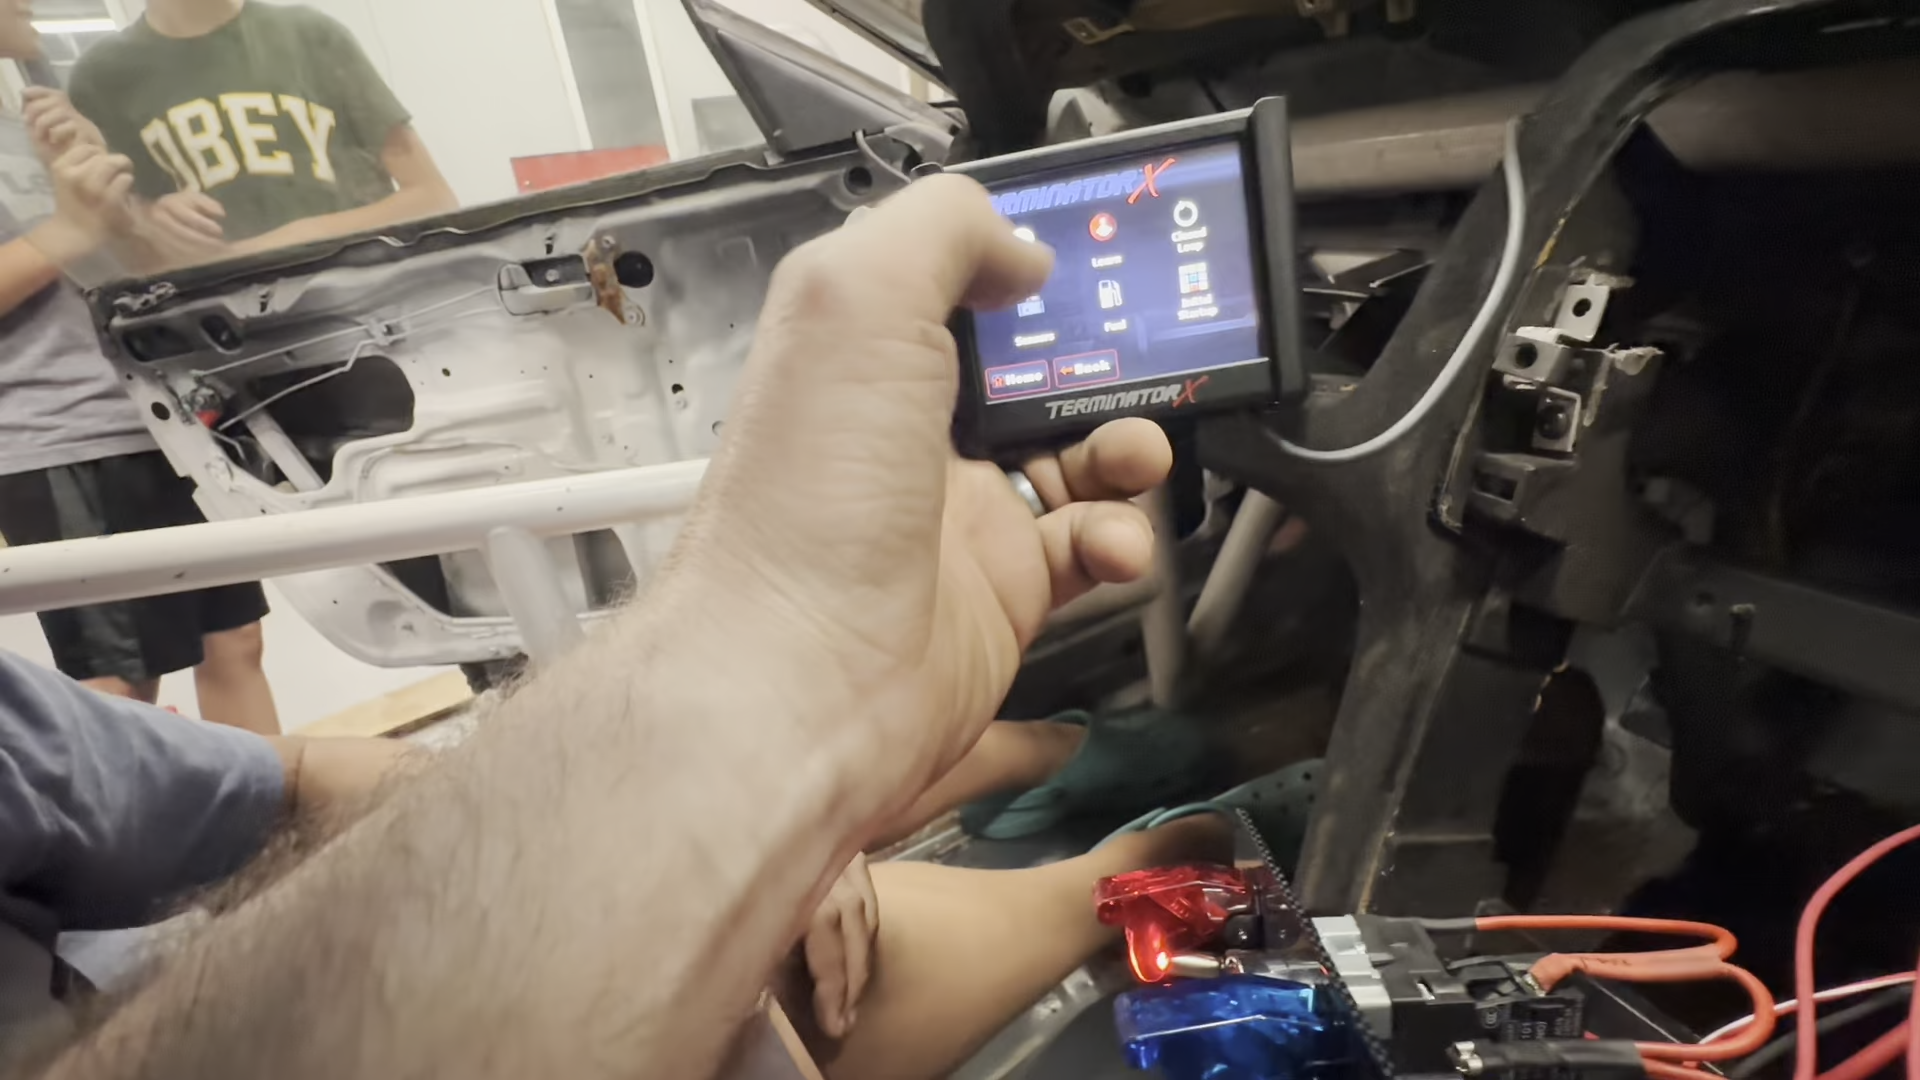 OBEY
TERMINATOR X
Learn
Closed
Loop
Sensors
Fuel
Initial
Startup
Home
Back
TERMINATOR X